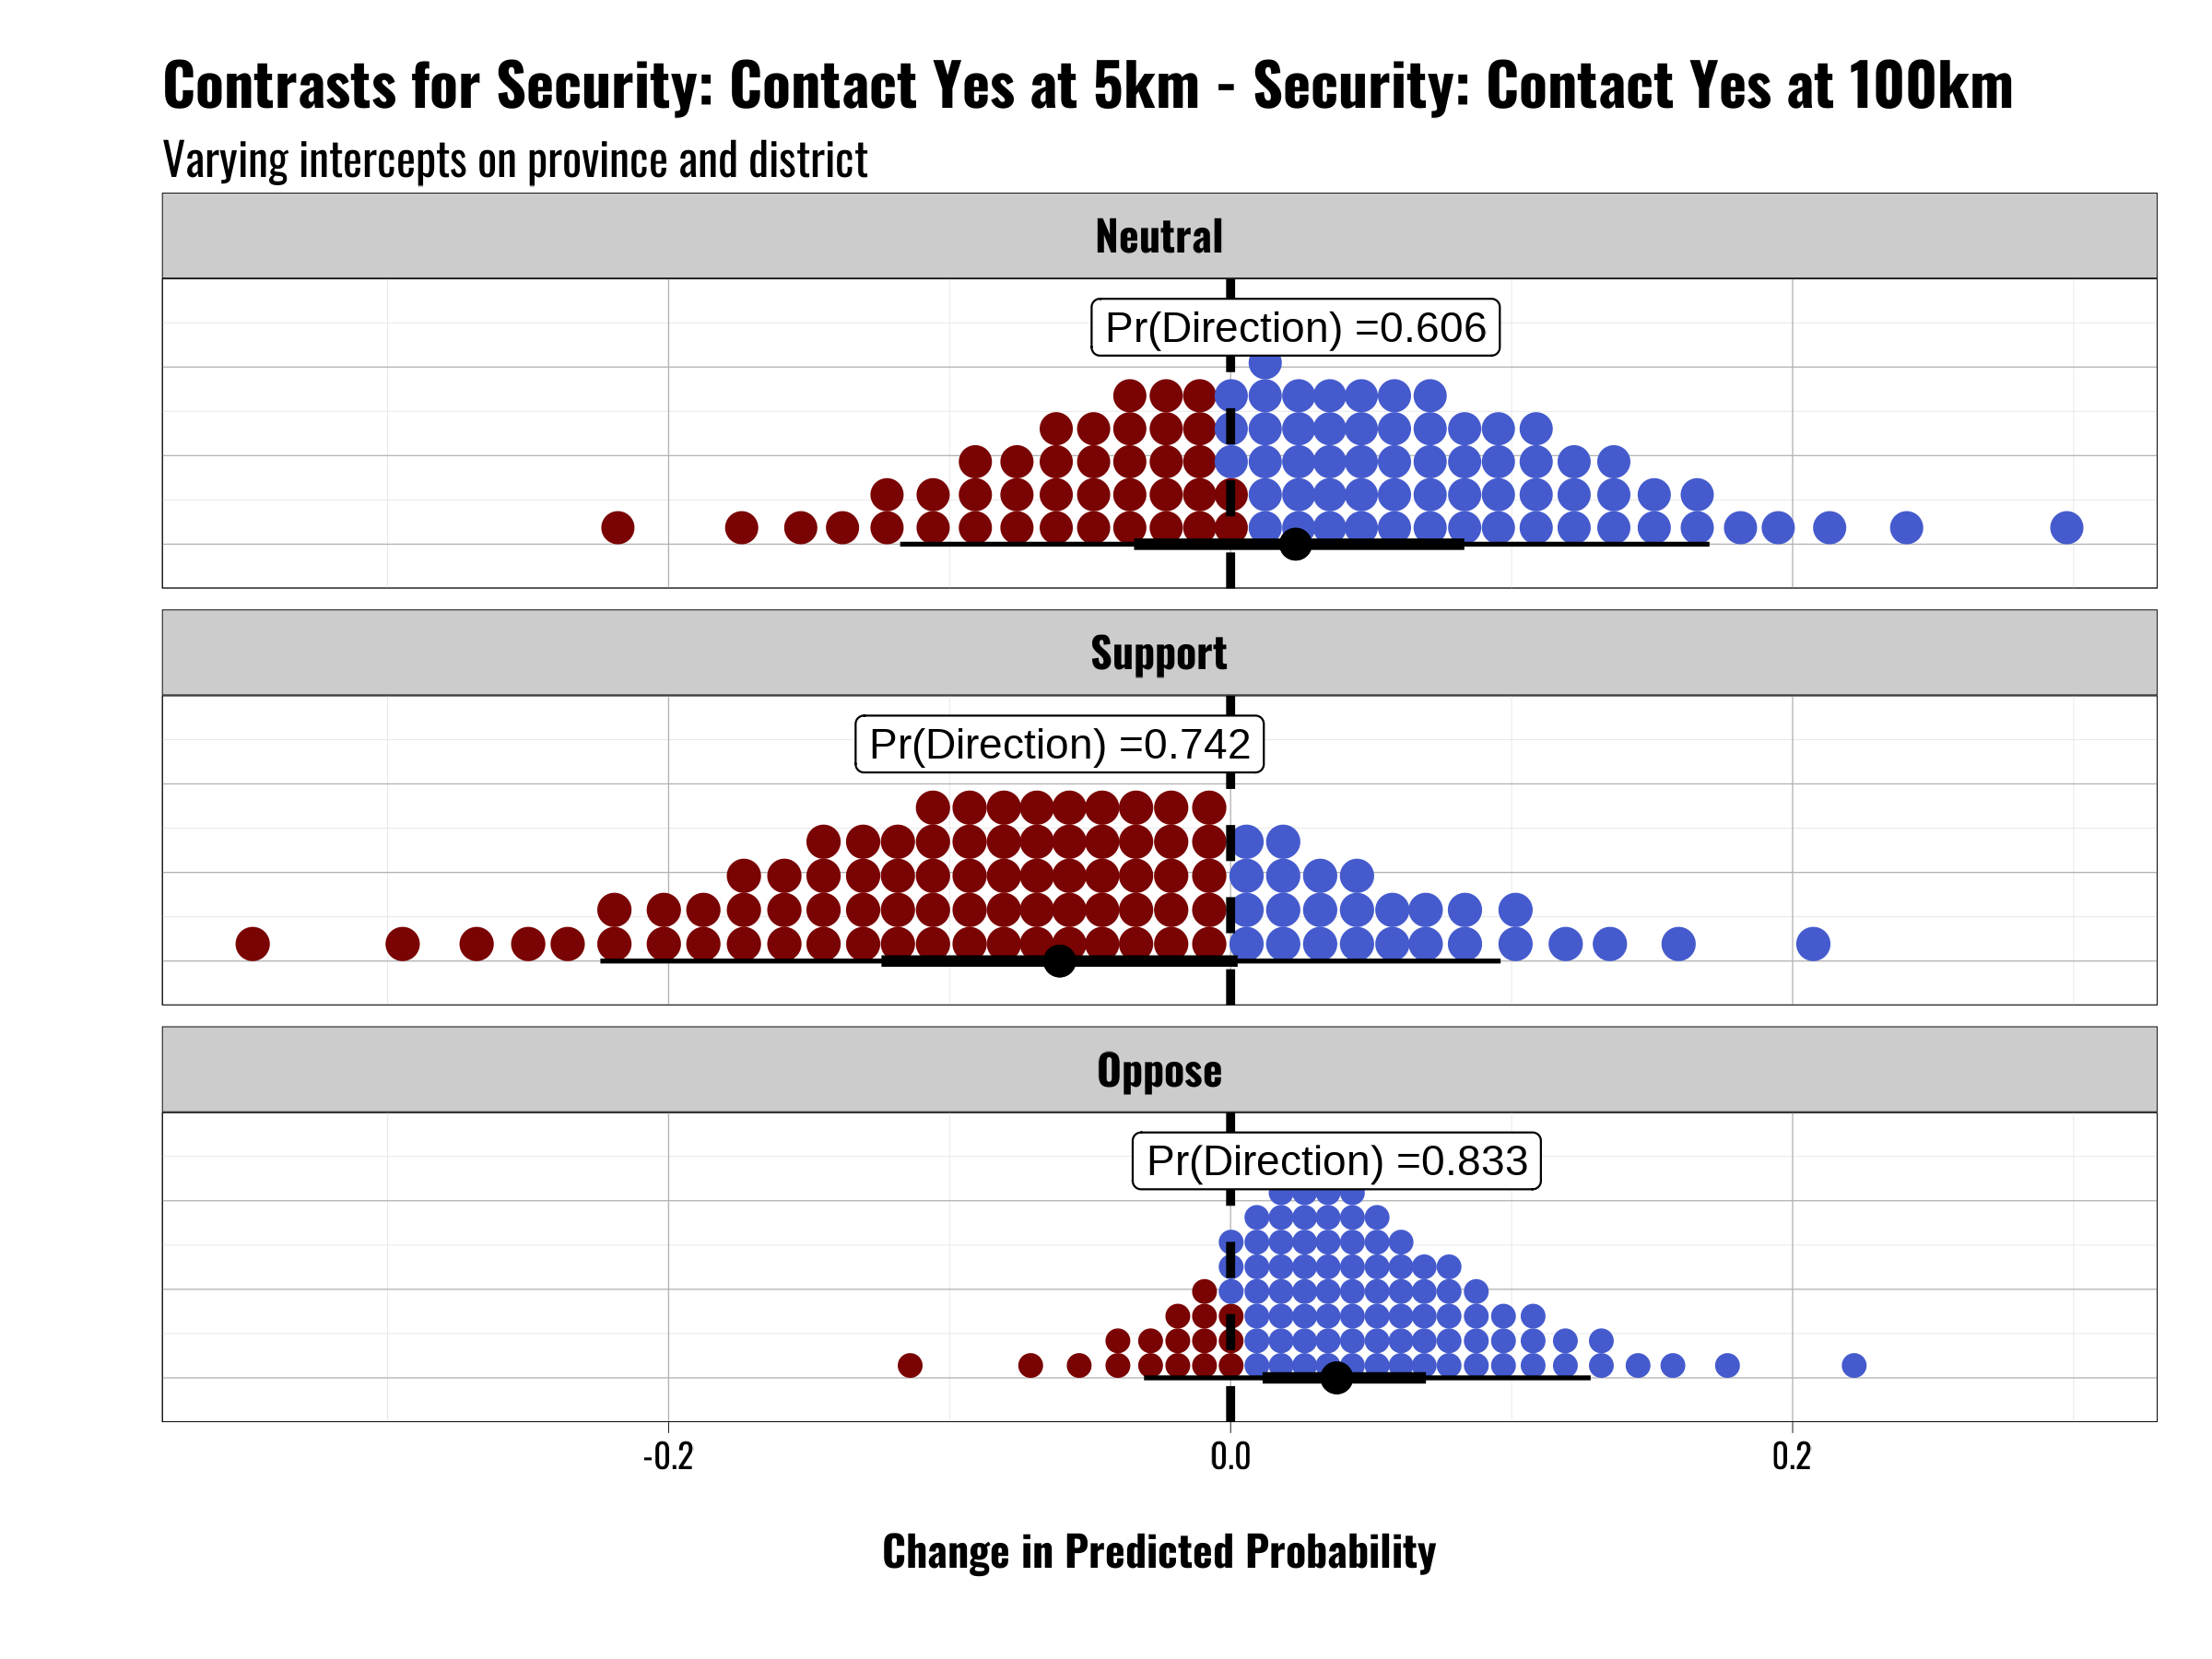 Contrasts for Security: Contact Yes at 5km - Security: Contact Yes at 100km
Varying intercepts on province and district
Neutral
Pr(Direction) =0.606
Support
Pr(Direction) =0.742
Oppose
Pr(Direction) =0.833
-0.2 0.0 0.2
Change in Predicted Probability